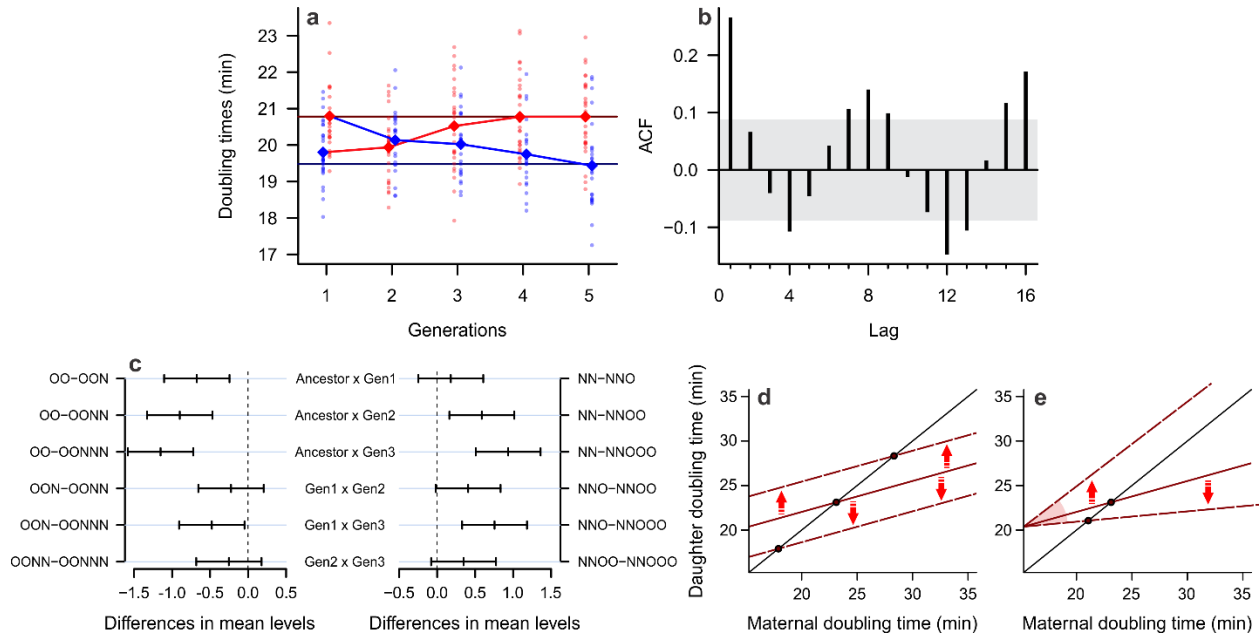 a
23
22
21
20
19
18
17
Doubling times (min)
1 2 3 4 5
Generations
b
0.2
0.1
0.0
−0.1
ACF
0 4 8 12 16
Lag
c
OO−OON Ancestor x Gen1 NN−NNO
OO−OONN Ancestor x Gen2 NN−NNOO
OO−OONNN Ancestor x Gen3 NN−NNOOO
OON−OONN Gen1 x Gen2 NNO−NNOO
OON−OONNN Gen1 x Gen3 NNO−NNOOO
OONN−OONNN Gen2 x Gen3 NNOO−NNOOO
−1.5 −1.0 −0.5 0.0 0.5 0.0 0.5 1.0 1.5
Differences in mean levels Differences in mean levels
d
35
30
25
20
Daughter doubling time (min)
20 25 30 35
Maternal doubling time (min)
e
35
30
25
20
20 25 30 35
Maternal doubling time (min)